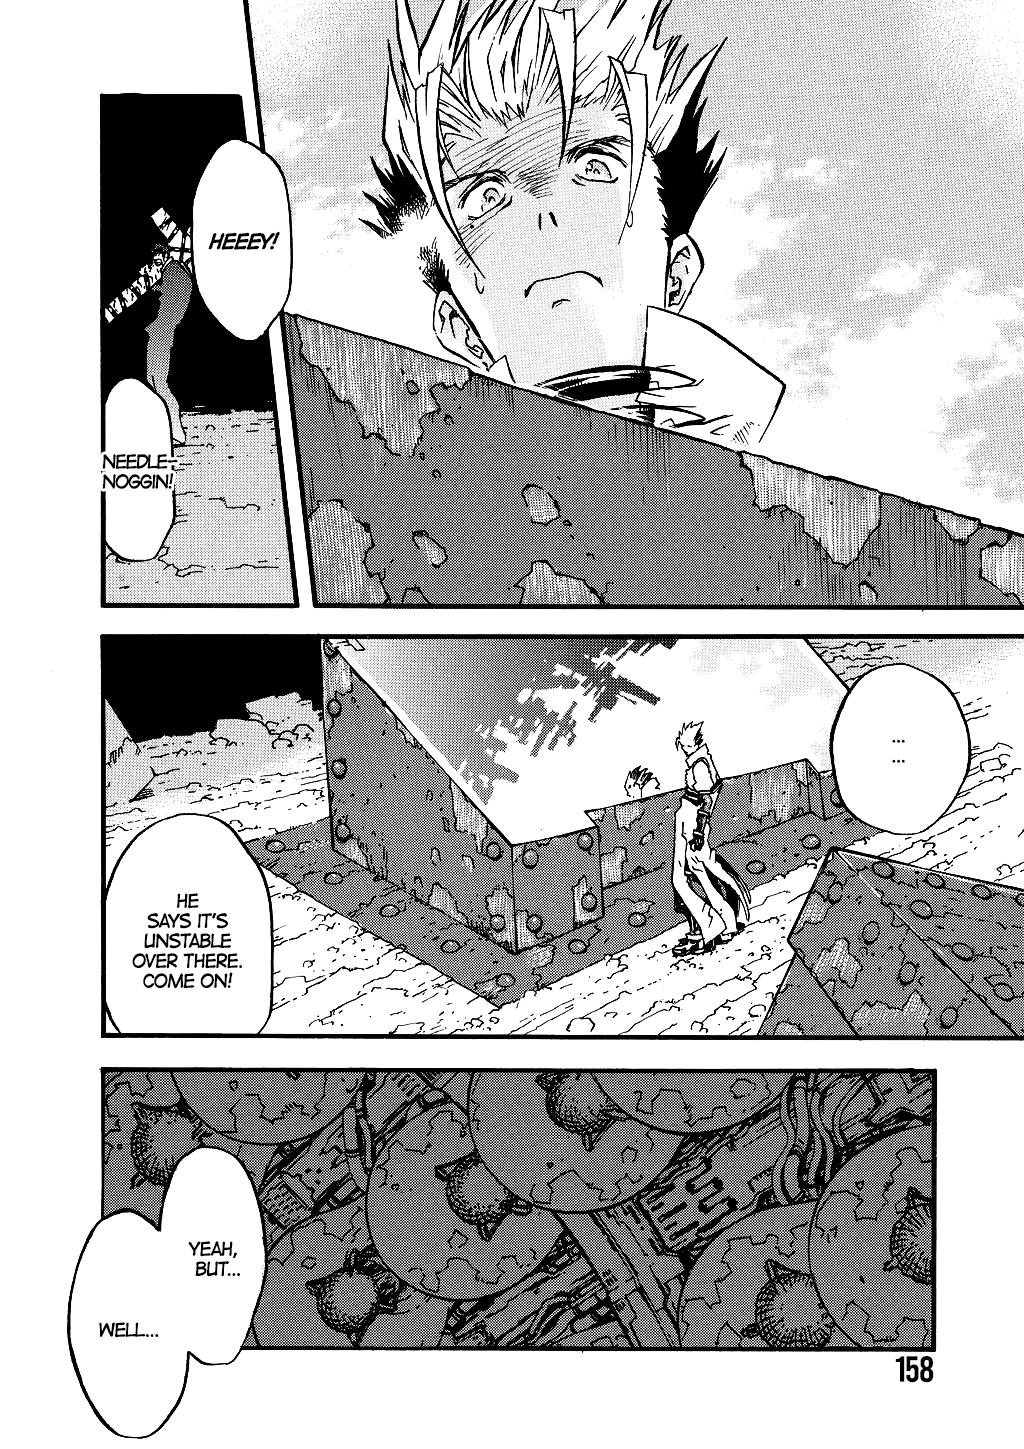 HEEEY!
NEEDLE-
NOGGIN!
...
...
HE
SAYS IT'S
UNSTABLE
OVER THERE.
COME ON!
YEAH,
BUT...
WELL...
158